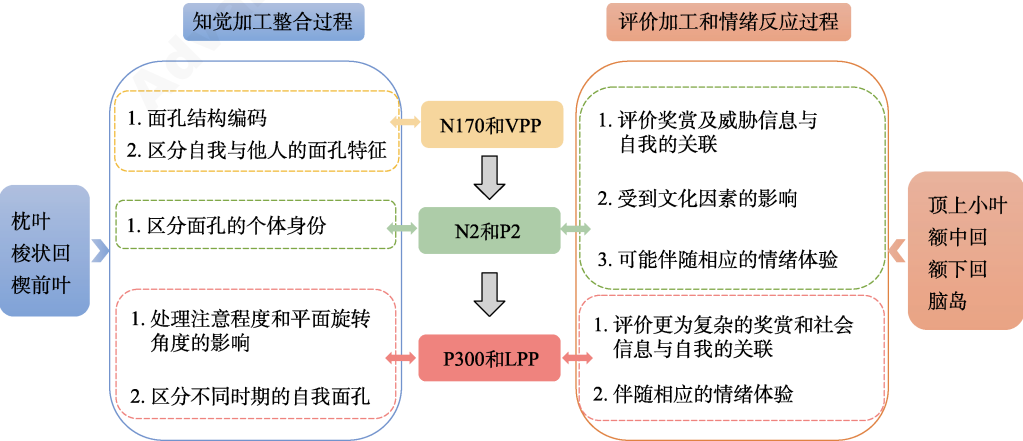 知觉加工整合过程
评价加工和情绪反应过程
枕叶
梭状回
楔前叶
1. 面孔结构编码
2. 区分自我与他人的面孔特征
1. 区分面孔的个体身份
1. 处理注意程度和平面旋转
角度的影响
2. 区分不同时期的自我面孔
N170和VPP
N2和P2
P300和LPP
1. 评价奖赏及威胁信息与
自我的关联
2. 受到文化因素的影响
3. 可能伴随相应的情绪体验
1. 评价更为复杂的奖赏和社会
信息与自我的关联
2. 伴随相应的情绪体验
顶上小叶
额中回
额下回
脑岛